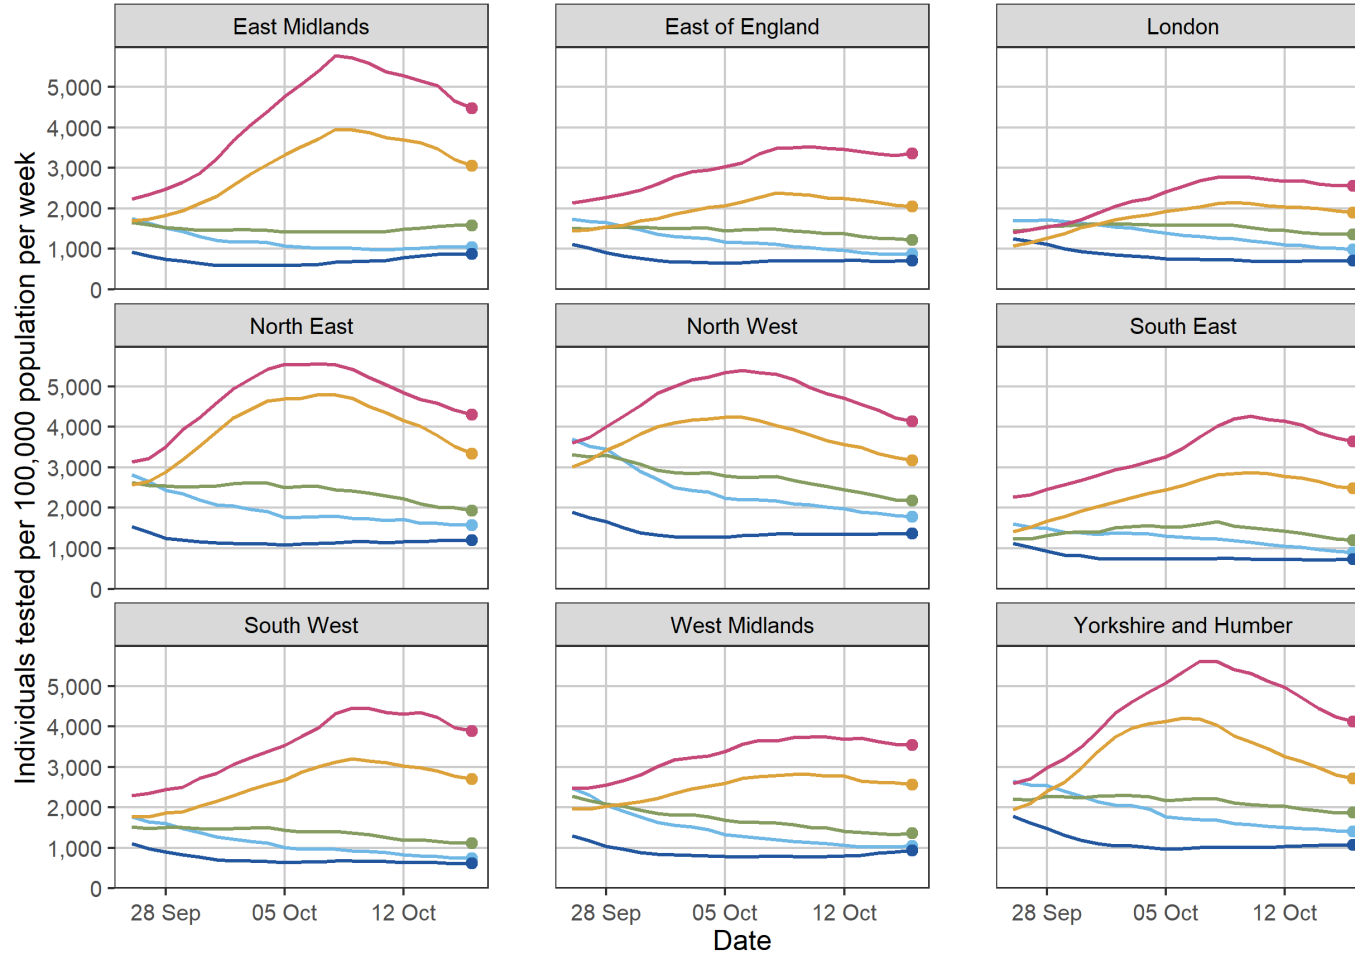 East Midlands
East of England
London
Individuals tested per 100,000 population per week
5,000
4,000
3,000
2,000
1,000
0
North East
North West
South East
5,000
4,000
3,000
2,000
1,000
0
South West
West Midlands
Yorkshire and Humber
5,000
4,000
3,000
2,000
1,000
0
28 Sep
05 Oct
12 Oct
28 Sep
05 Oct
12 Oct
28 Sep
05 Oct
12 Oct
Date